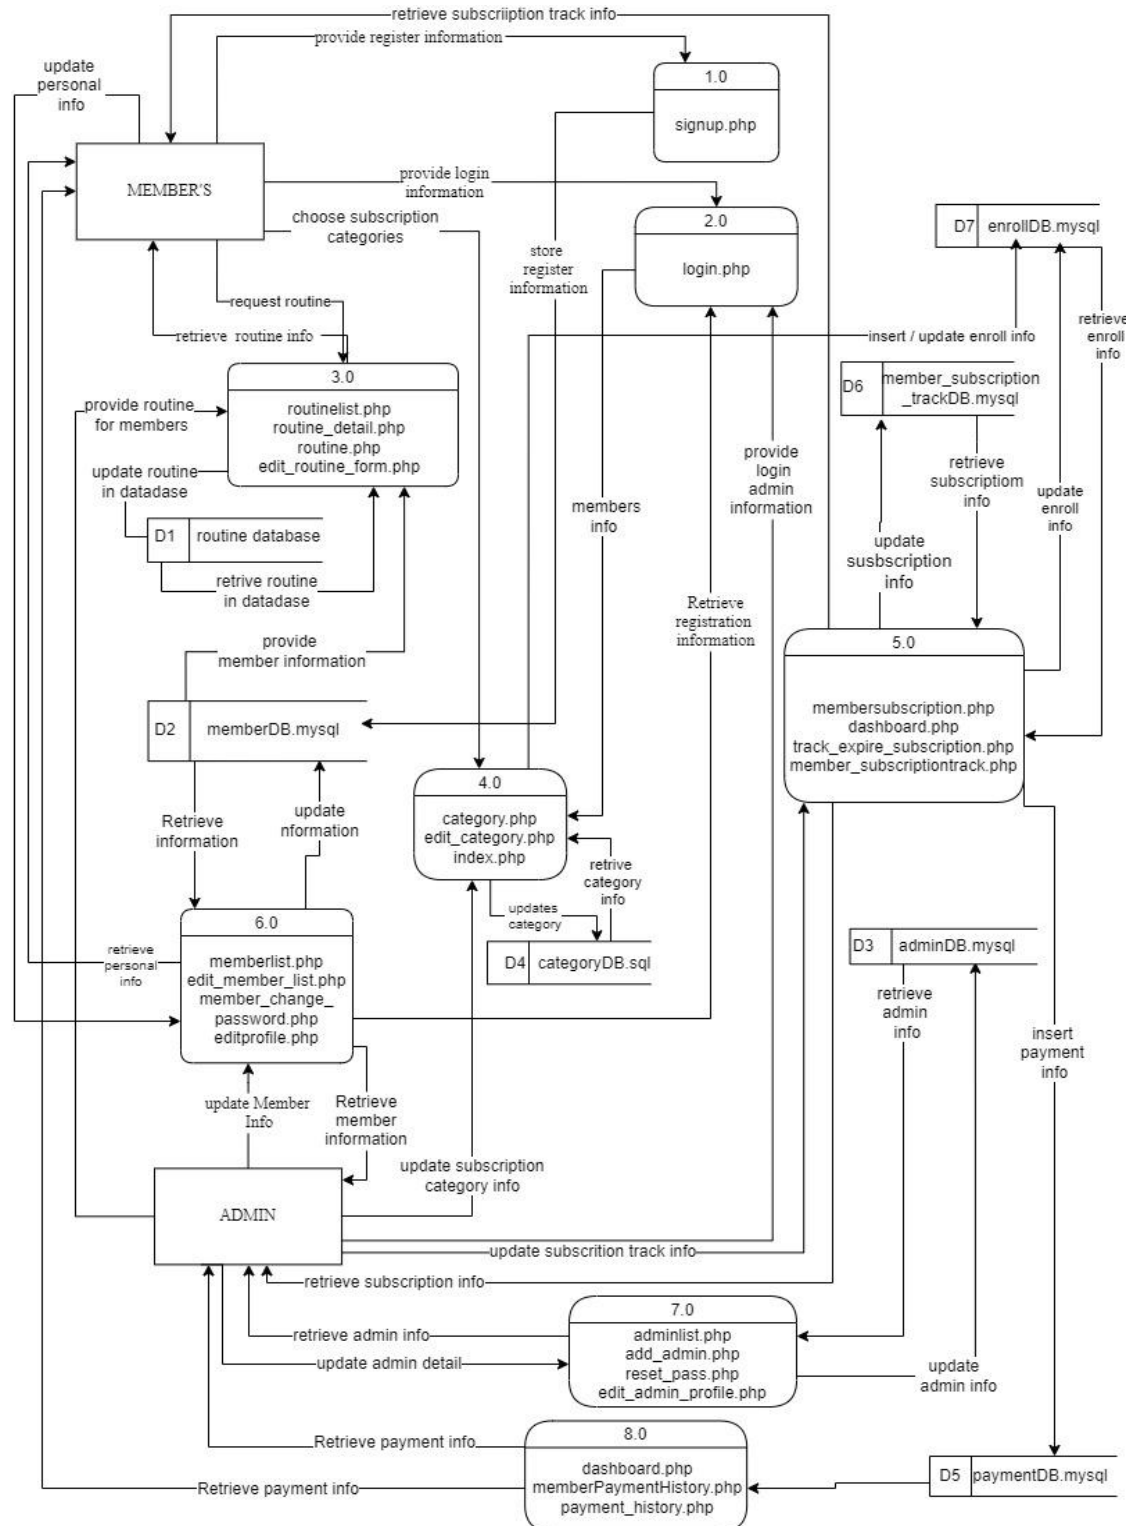 retrieve subscriiption track info
provide register information
update
personal
info
1.0
signup.php
MEMBER'S
provide login
information
choose subscription
categories
2.0
login.php
store
register
information
D7
enrollDB.mysql
request routine
retrieve  routine info
insert / update enroll info
retrieve
enroll
info
3.0
routinelist.php
routine_detail.php
routine.php
edit_routine_form.php
provide routine
for members
D6
member_subscription
_trackDB.mysql
update routine
in datadase
provide
login
admin
information
retrieve
subscriptiom
info
update
enroll
info
members
info
D1
routine database
update
susbscription
info
retrive routine
in datadase
Retrieve
registration
information
provide
member information
5.0
membersubscription.php
dashboard.php
track_expire_subscription.php
member_subscriptiontrack.php
D2
memberDB.mysql
4.0
category.php
edit_category.php
index.php
Retrieve
information
update
nformation
retrive
category
info
updates
category
6.0
memberlist.php
edit_member_list.php
member_change_
password.php
editprofile.php
retrieve
personal
info
D4
categoryDB.sql
D3
adminDB.mysql
retrieve
admin
info
insert
payment
info
update Member
Info
Retrieve
member
information
update subscription
category info
ADMIN
update subscrition track info
retrieve subscription info
7.0
adminlist.php
add_admin.php
reset_pass.php
edit_admin_profile.php
retrieve admin info
update admin detail
update
admin info
8.0
dashboard.php
memberPaymentHistory.php
payment_history.php
Retrieve payment info
Retrieve payment info
D5
paymentDB.mysql